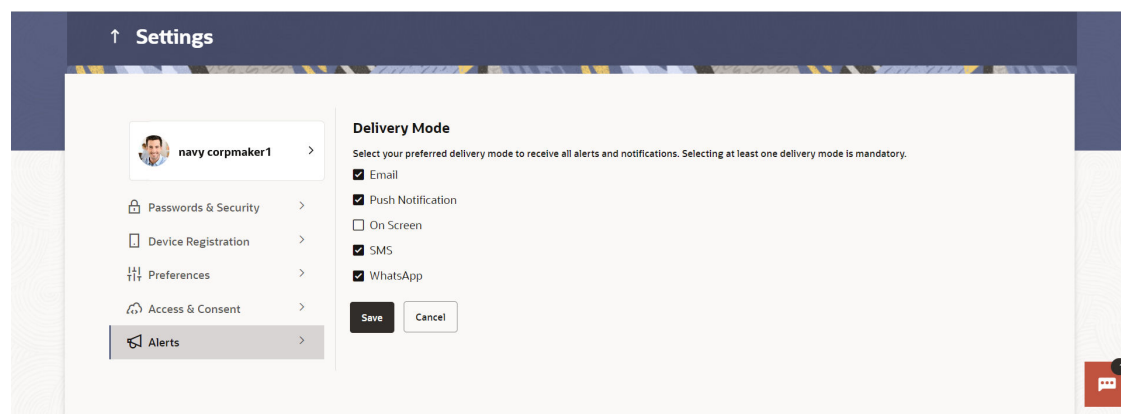 Settings
navy corpmaker1
Passwords & Security
Device Registration
Preferences
Access & Consent
Alerts
Delivery Mode
Select your preferred delivery mode to receive all alerts and notifications. Selecting at least one delivery mode is mandatory.
Email
Push Notification
On Screen
SMS
WhatsApp
Save
Cancel